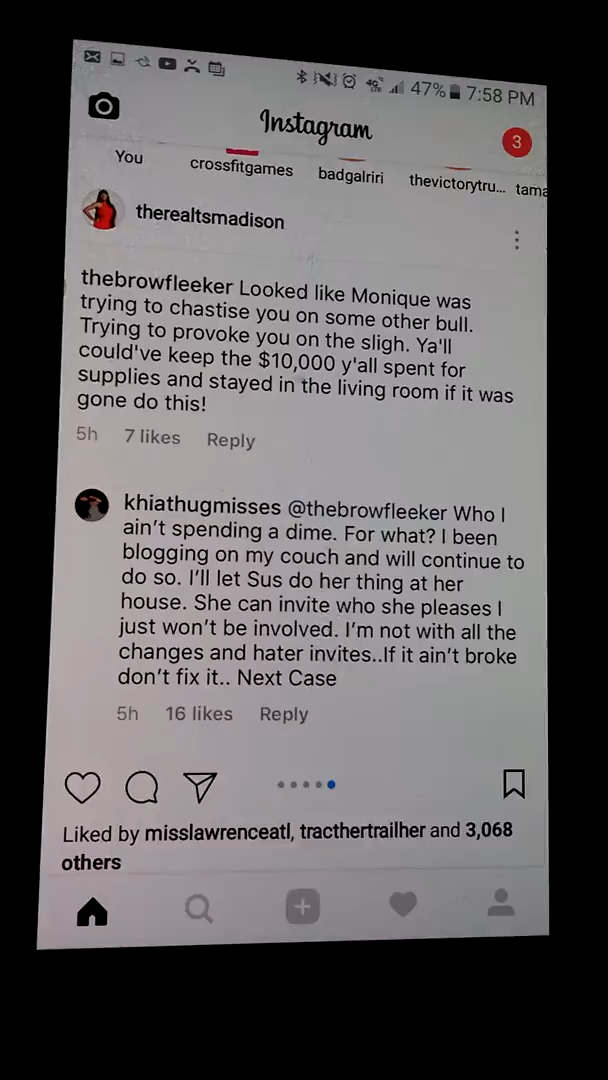 47% 7:58 PM
Instagram
3
You crossfitgames badgalriri thevictorytru... tama
therealtsmadison
thebrowfleeker Looked like Monique was
trying to chastise you on some other bull.
Trying to provoke you on the sligh. Ya'll
could've keep the $10,000 y'all spent for
supplies and stayed in the living room if it was
gone do this!
5h 7 likes Reply
khiathugmisses @thebrowfleeker Who I
ain't spending a dime. For what? I been
blogging on my couch and will continue to
do so. I'll let Sus do her thing at her
house. She can invite who she pleases I
just won't be involved. I'm not with all the
changes and hater invites..If it ain't broke
don't fix it.. Next Case
5h 16 likes Reply
Liked by misslawrenceatl, tracthertrailher and 3,068
others